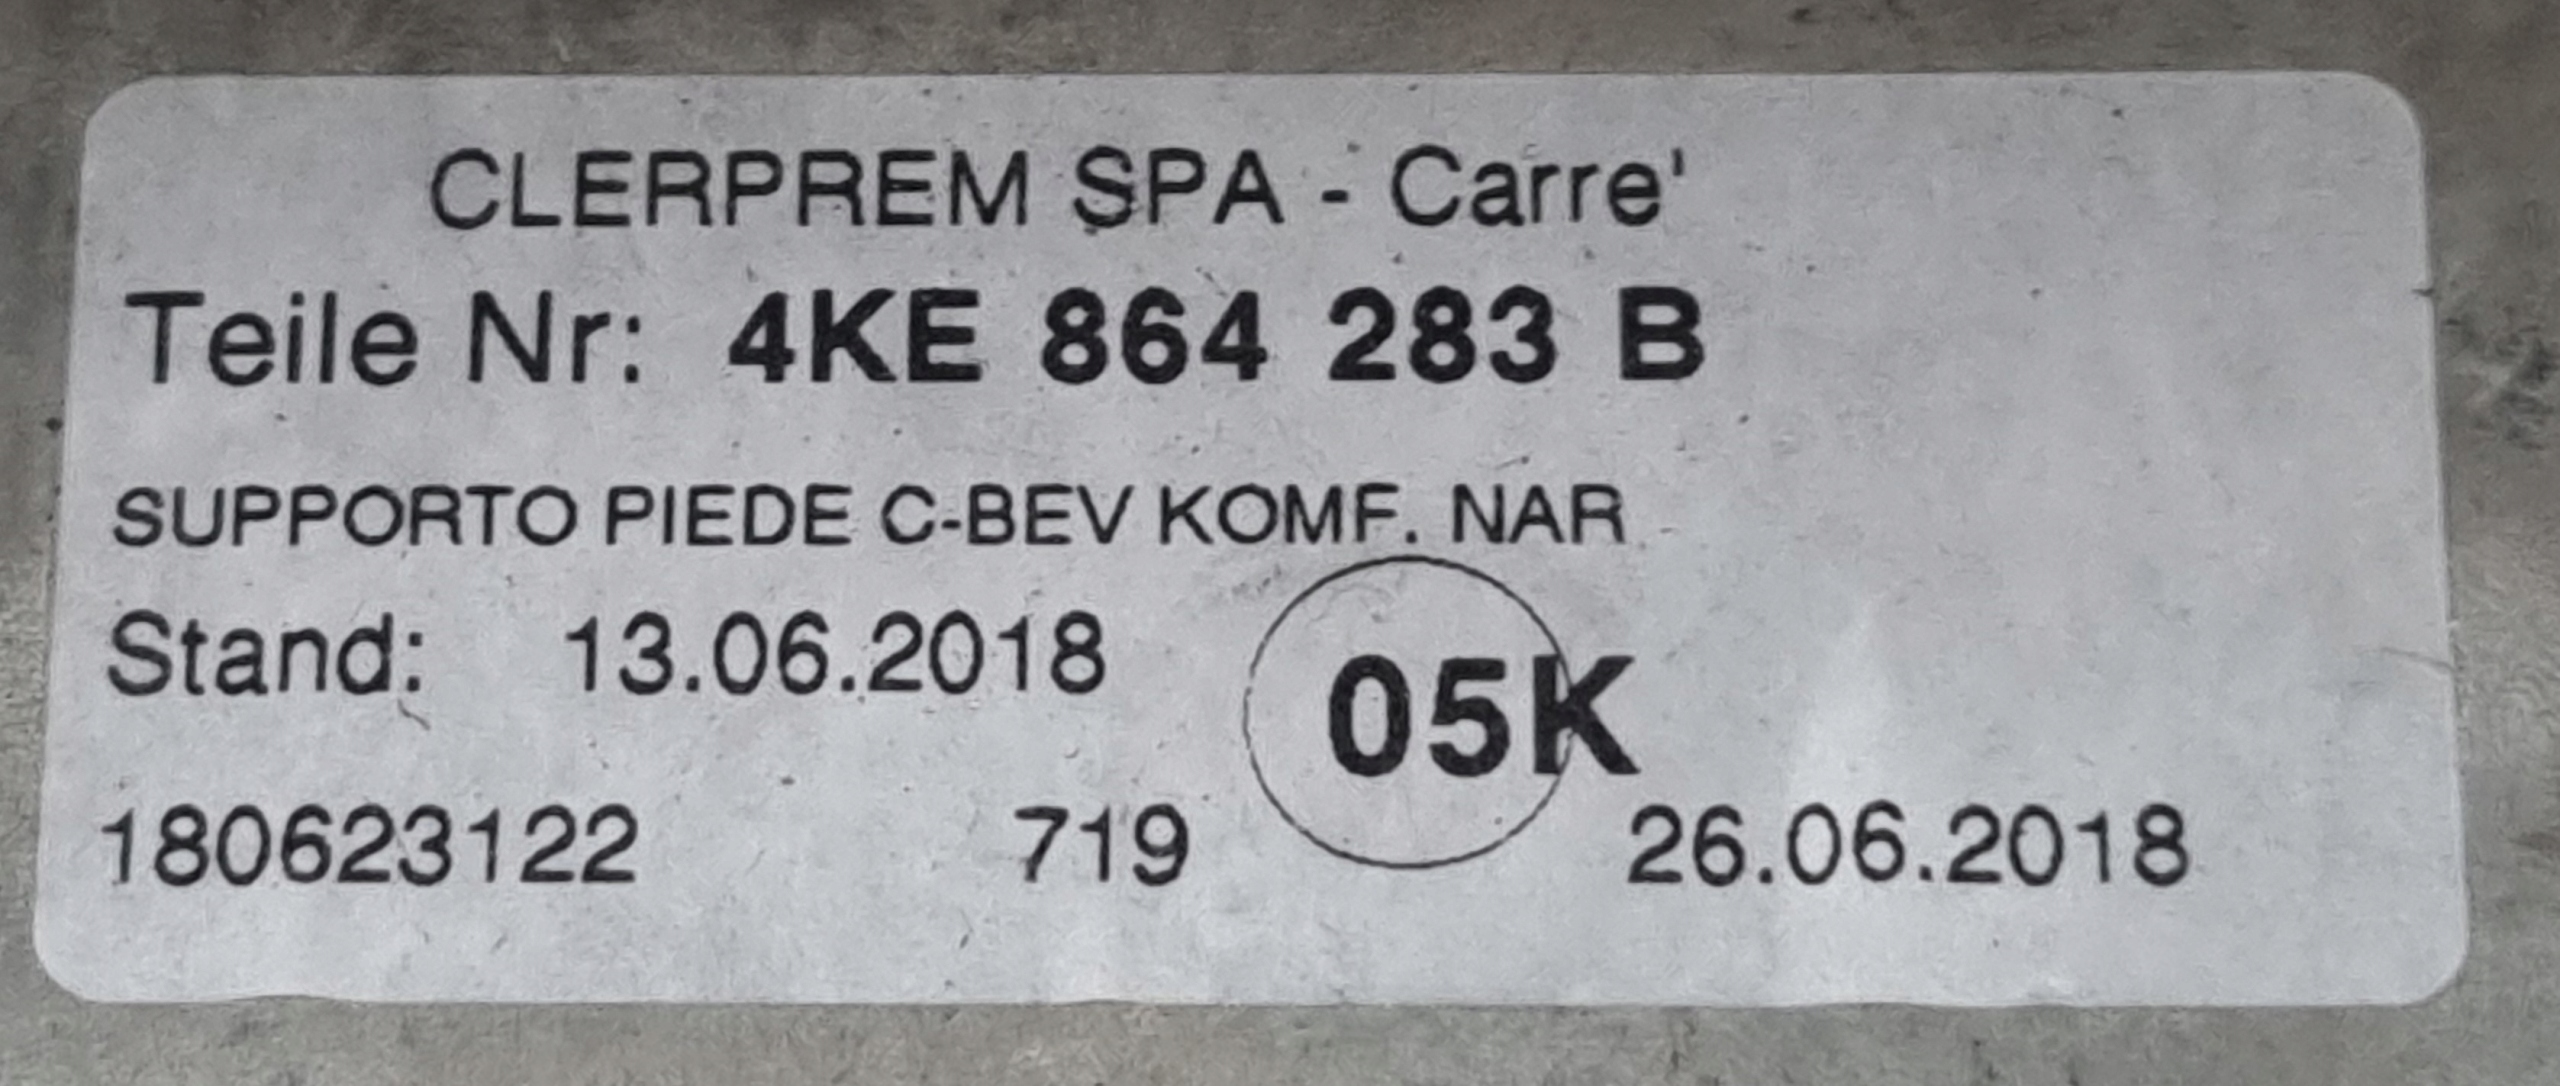 CLERPREM SPA - Carre'
Teile Nr: 4KE 864 283 B
SUPPORTO PIEDE C-BEV KOMF. NAR
Stand: 13.06.2018
05K
180623122 719 26.06.2018